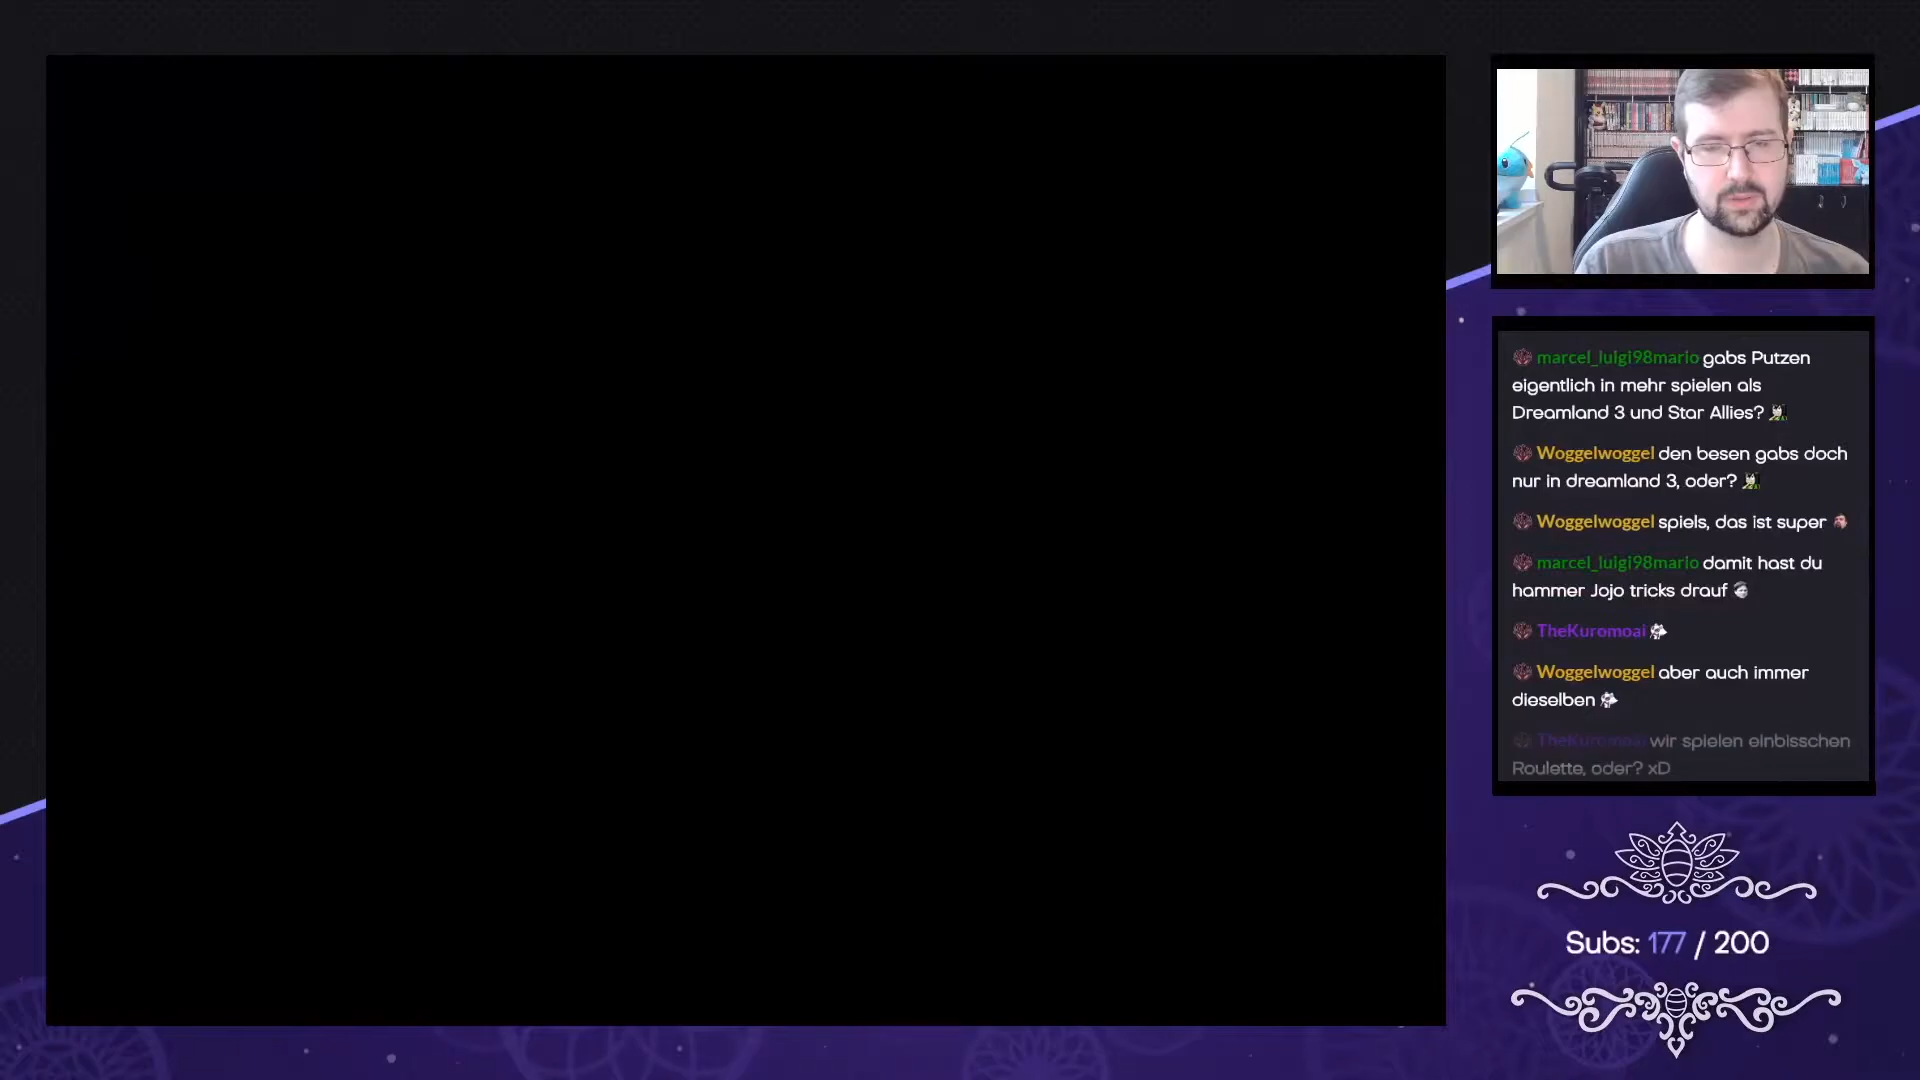 marcel_luigi98mario gabs Putzen
eigentlich in mehr spielen als
Dreamland 3 und Star Allies?
Woggelwoggel den besen gabs doch
nur in dreamland 3, oder?
Woggelwoggel spiels, das ist super
marcel_luigi98mario damit hast du
hammer Jojo tricks drauf
TheKuromoai
Woggelwoggel aber auch immer
dieselben
TheKuromoai wir spielen einbisschen
Roulette, oder? xD
Subs: 177 / 200